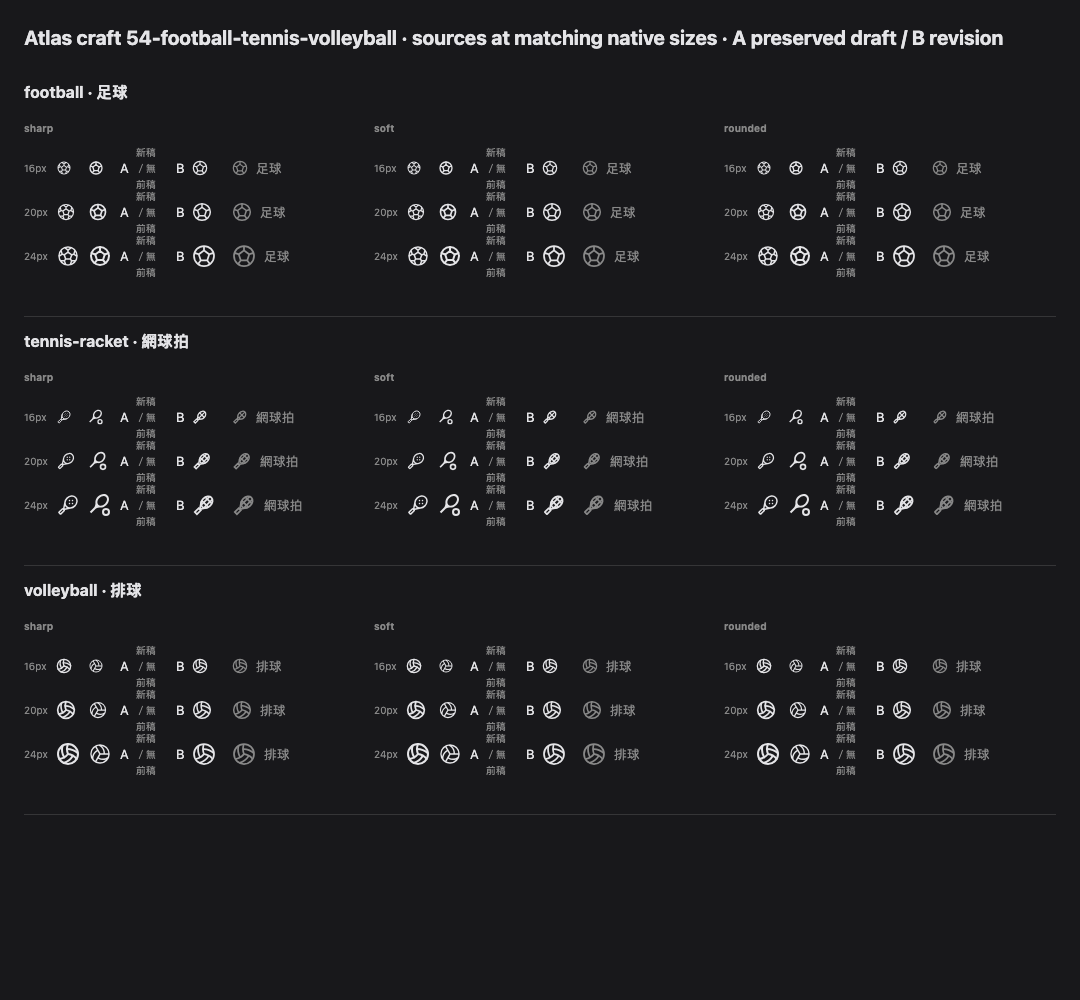 Atlas craft 54-football-tennis-volleyball · sources at matching native sizes · A preserved draft / B revision
football · 足球
sharp
soft
rounded
16px A 新稿 / 無 前稿 B 足球
16px A 新稿 / 無 前稿 B 足球
16px A 新稿 / 無 前稿 B 足球
20px A 新稿 / 無 前稿 B 足球
20px A 新稿 / 無 前稿 B 足球
20px A 新稿 / 無 前稿 B 足球
24px A 新稿 / 無 前稿 B 足球
24px A 新稿 / 無 前稿 B 足球
24px A 新稿 / 無 前稿 B 足球
tennis-racket · 網球拍
sharp
soft
rounded
16px A 新稿 / 無 前稿 B 網球拍
16px A 新稿 / 無 前稿 B 網球拍
16px A 新稿 / 無 前稿 B 網球拍
20px A 新稿 / 無 前稿 B 網球拍
20px A 新稿 / 無 前稿 B 網球拍
20px A 新稿 / 無 前稿 B 網球拍
24px A 新稿 / 無 前稿 B 網球拍
24px A 新稿 / 無 前稿 B 網球拍
24px A 新稿 / 無 前稿 B 網球拍
volleyball · 排球
sharp
soft
rounded
16px A 新稿 / 無 前稿 B 排球
16px A 新稿 / 無 前稿 B 排球
16px A 新稿 / 無 前稿 B 排球
20px A 新稿 / 無 前稿 B 排球
20px A 新稿 / 無 前稿 B 排球
20px A 新稿 / 無 前稿 B 排球
24px A 新稿 / 無 前稿 B 排球
24px A 新稿 / 無 前稿 B 排球
24px A 新稿 / 無 前稿 B 排球